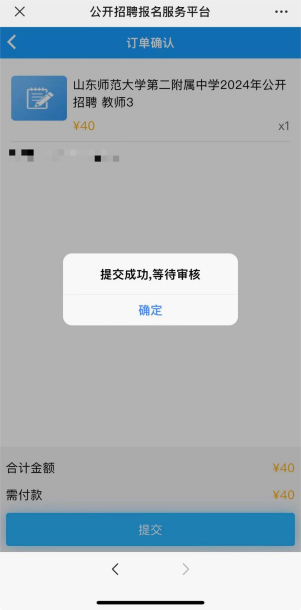 公开招聘报名服务平台
订单确认
山东师范大学第二附属中学2024年公开
招聘 教师3
¥40 x1
提交成功,等待审核
确定
合计金额 ¥40
需付款 ¥40
提交